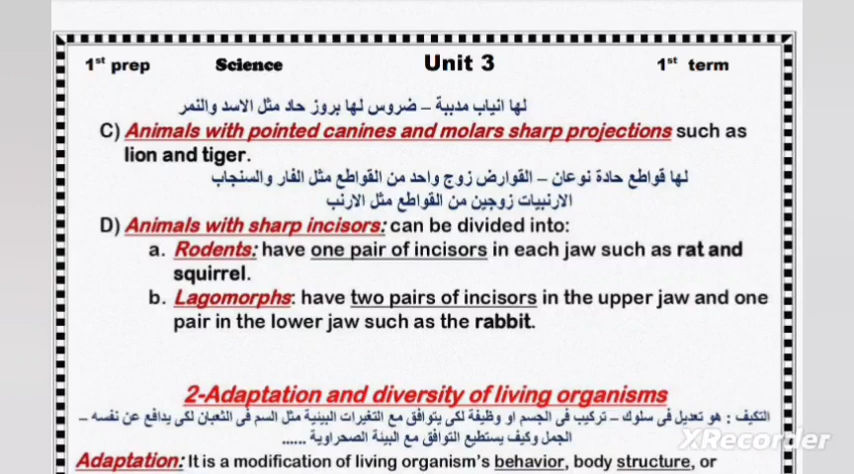 1st prep Science Unit 3 1st term
لها انياب مدببة – ضروس لها بروز حاد مثل الاسد والنمر
C) Animals with pointed canines and molars sharp projections such as
lion and tiger.
لها قواطع حادة نوعان – القوارض زوج واحد من القواطع مثل الفار والسنجاب
الارنبيات زوجين من القواطع مثل الارنب
D) Animals with sharp incisors: can be divided into:
a. Rodents: have one pair of incisors in each jaw such as rat and
squirrel.
b. Lagomorphs: have two pairs of incisors in the upper jaw and one
pair in the lower jaw such as the rabbit.
2-Adaptation and diversity of living organisms
التكيف : هو تعديل فى سلوك – تركيب فى الجسم او وظيفة لكى يتوافق مع التغيرات البيئية مثل السم فى الثعبان لكى يدافع عن نفسه –
الجمل وكيف يستطيع التوافق مع البيئة الصحراوية ......
XRecorder
Adaptation: It is a modification of living organism's behavior, body structure, or